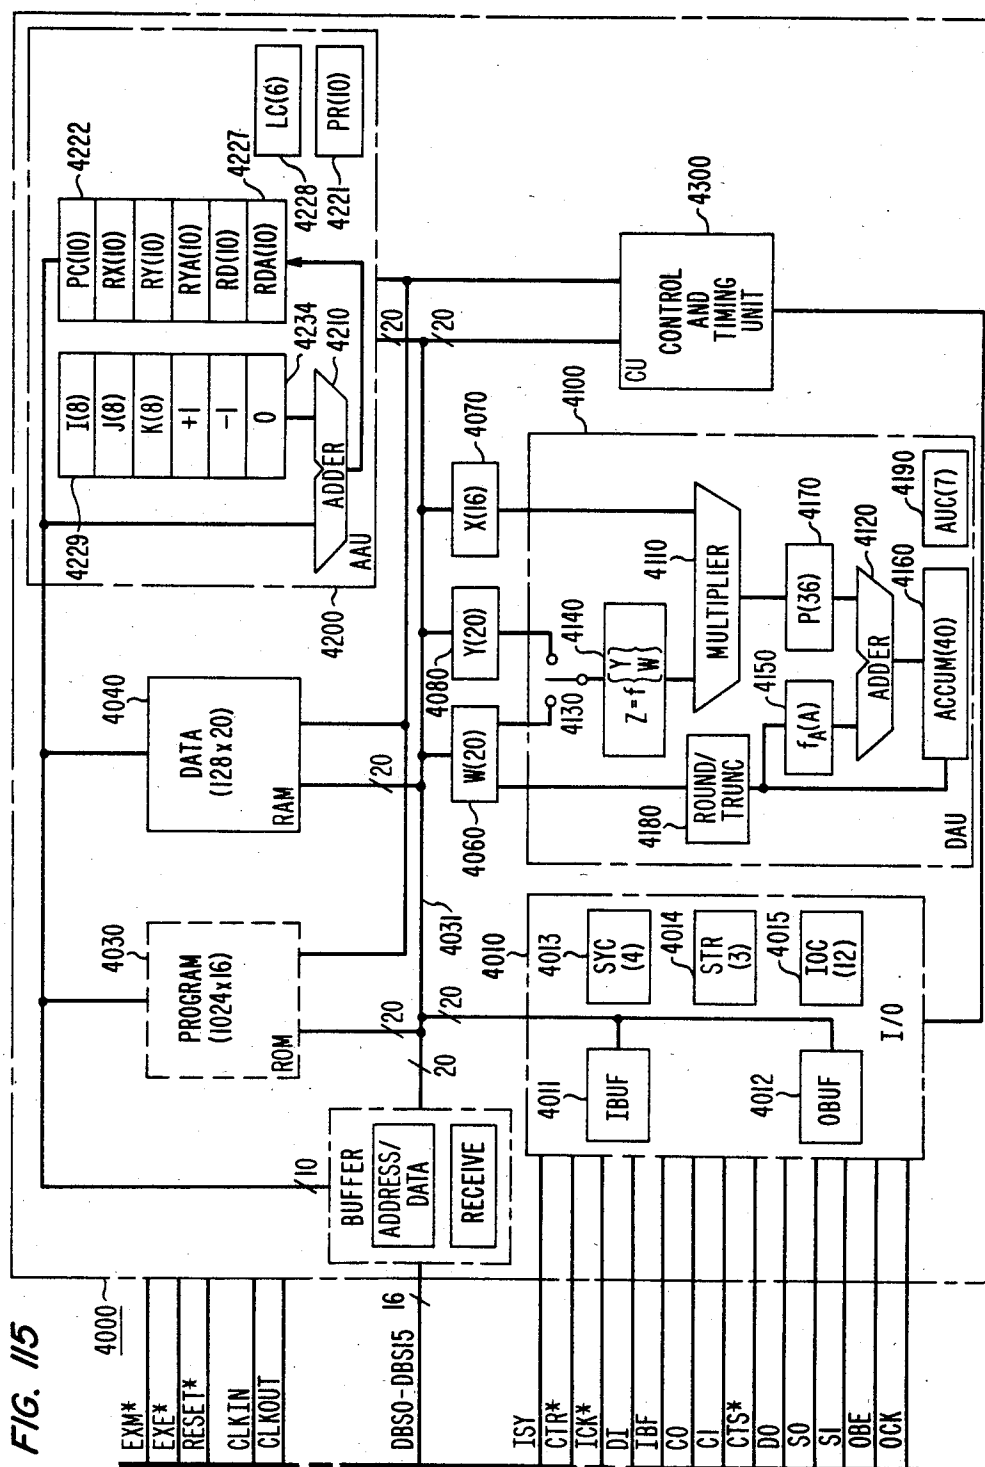 FIG. 115
4000
EXM*
EXE*
RESET*
CLKIN
CLKOUT
DBS0-DBS15
16
ISY
CTR*
ICK*
DI
IBF
CO
CI
CTS*
DO
SO
SI
OBE
OCK
10
BUFFER
ADDRESS/
DATA
RECEIVE
20
4030
PROGRAM
(1024x16)
ROM
20
20
4031
4040
DATA
(128x20)
RAM
20
4200
4229
I(8)
J(8)
K(8)
+1
-1
0
4234
4210
ADDER
AAU
PC(10)
RX(10)
RY(10)
RYA(10)
RD(10)
RDA(10)
4222
4227
LC(6)
4228
PR(10)
4221
20
20
4010
4011
IBUF
4012
OBUF
4013
SYC
(4)
4014
STR
(3)
4015
IOC
(12)
I/O
4060
W(20)
4080
Y(20)
X(16)
4070
4100
4130
4140
Z=f{Y W}
4110
MULTIPLIER
4180
ROUND/
TRUNC
4150
fA(A)
P(36)
4170
4120
ADDER
4160
ACCUM(40)
4190
AUC(7)
DAU
4300
CONTROL
AND
TIMING
UNIT
CU